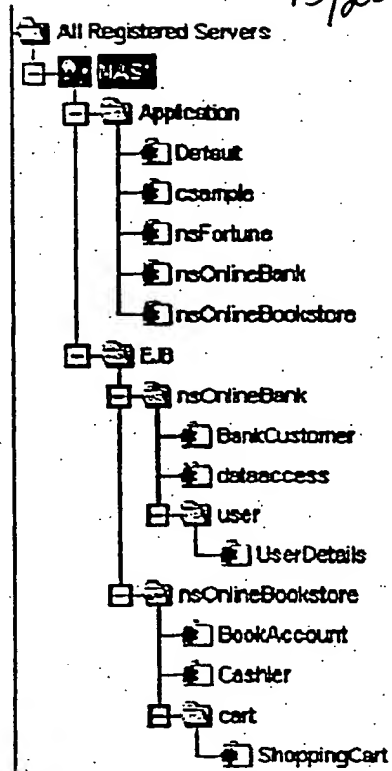 All Registered Servers
NAS1
Application
Default
csample
nsFortune
nsOnlineBank
nsOnlineBookstore
EJB
nsOnlineBank
BankCustomer
dataaccess
user
UserDetails
nsOnlineBookstore
BookAccount
Cashier
cart
ShoppingCart